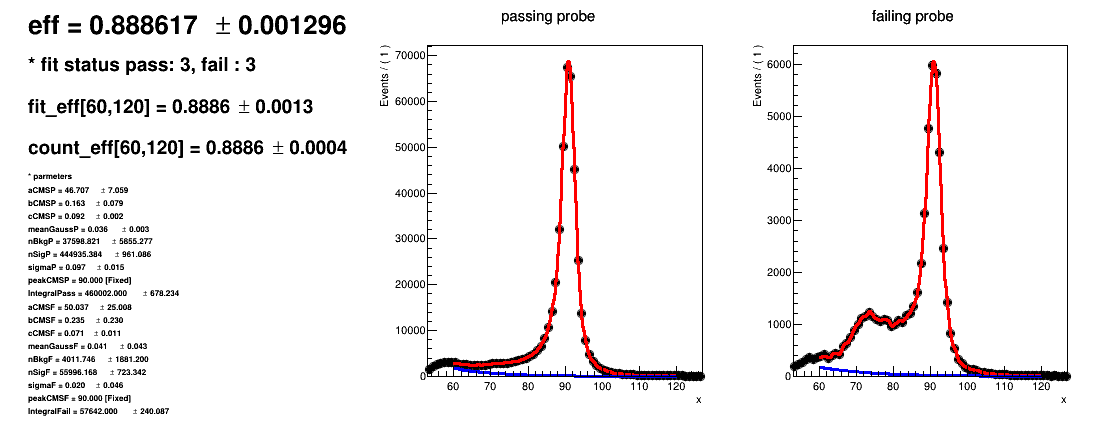 eff = 0.888617 ± 0.001296
* fit status pass: 3, fail : 3
fit_eff[60,120] = 0.8886 ± 0.0013
count_eff[60,120] = 0.8886 ± 0.0004
* parmeters
aCMSP = 46.707 ± 7.059
bCMSP = 0.163 ± 0.079
cCMSP = 0.092 ± 0.002
meanGaussP = 0.036 ± 0.003
nBkgP = 37598.821 ± 5855.277
nSigP = 444935.384 ± 961.086
sigmaP = 0.097 ± 0.015
peakCMSP = 90.000 [Fixed]
IntegralPass = 460002.000 ± 678.234
aCMSF = 50.037 ± 25.008
bCMSF = 0.235 ± 0.230
cCMSF = 0.071 ± 0.011
meanGaussF = 0.041 ± 0.043
nBkgF = 4011.746 ± 1881.200
nSigF = 55996.168 ± 723.342
sigmaF = 0.020 ± 0.046
peakCMSF = 90.000 [Fixed]
IntegralFail = 57642.000 ± 240.087
passing probe
Events / ( 1 )
70000
60000
50000
40000
30000
20000
10000
0
60 70 80 90 100 110 120
x
failing probe
Events / ( 1 )
6000
5000
4000
3000
2000
1000
0
60 70 80 90 100 110 120
x